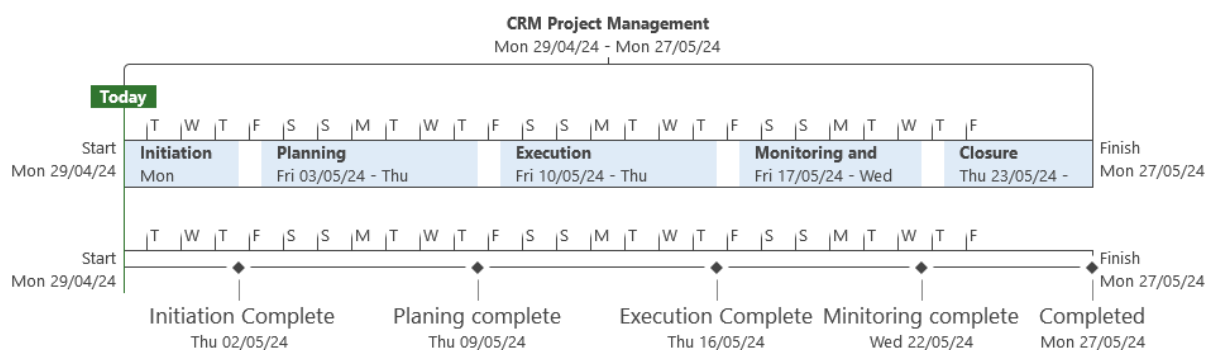 CRM Project Management
Mon 29/04/24 - Mon 27/05/24
Today
T W T F S S M T W T F S S M T W T F S S M T W T F
Start
Mon 29/04/24
Initiation
Mon
Planning
Fri 03/05/24 - Thu
Execution
Fri 10/05/24 - Thu
Monitoring and
Fri 17/05/24 - Wed
Closure
Thu 23/05/24 -
Finish
Mon 27/05/24
T W T F S S M T W T F S S M T W T F S S M T W T F
Start
Mon 29/04/24
Finish
Mon 27/05/24
Initiation Complete
Thu 02/05/24
Planing complete
Thu 09/05/24
Execution Complete
Thu 16/05/24
Minitoring complete
Wed 22/05/24
Completed
Mon 27/05/24